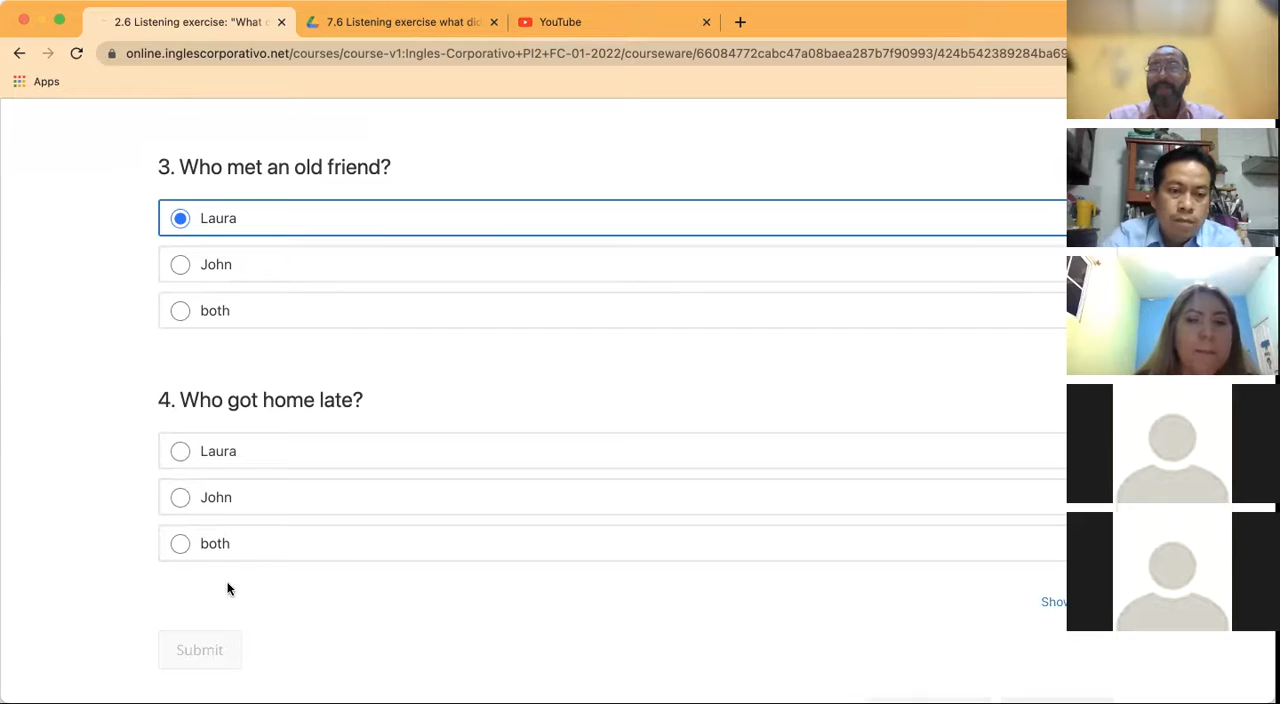 2.6 Listening exercise: "What
7.6 Listening exercise what did
YouTube
online.inglescorporativo.net/courses/course-v1:Ingles-Corporativo+PI2+FC-01-2022/courseware/66084772cabc47a08baea287b7f90993/424b542389284ba69
Apps
3. Who met an old friend?
Laura
John
both
4. Who got home late?
Laura
John
both
Submit